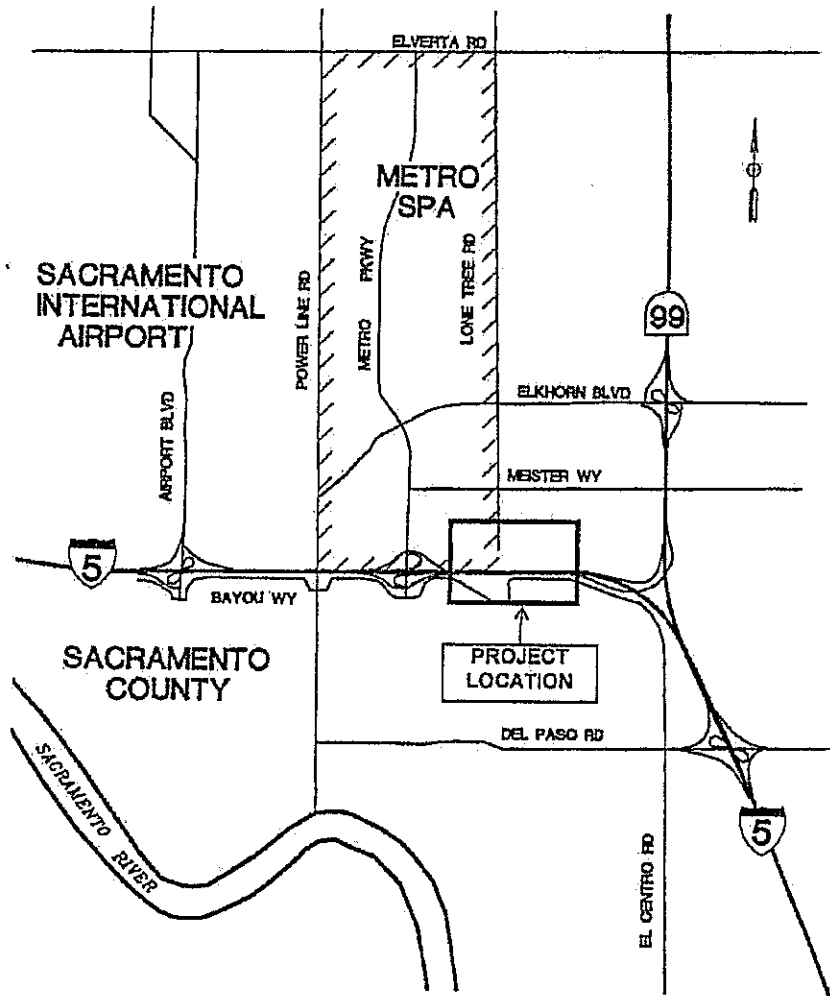 ELVERTA RD
METRO
SPA
SACRAMENTO
INTERNATIONAL
AIRPORT
POWER LINE RD
METRO PKWY
LONE TREE RD
99
ELKHORN BLVD
AIRPORT BLVD
MEISTER WY
5
BAYOU WY
PROJECT
LOCATION
SACRAMENTO
COUNTY
DEL PASO RD
SACRAMENTO RIVER
5
EL CENTRO RD